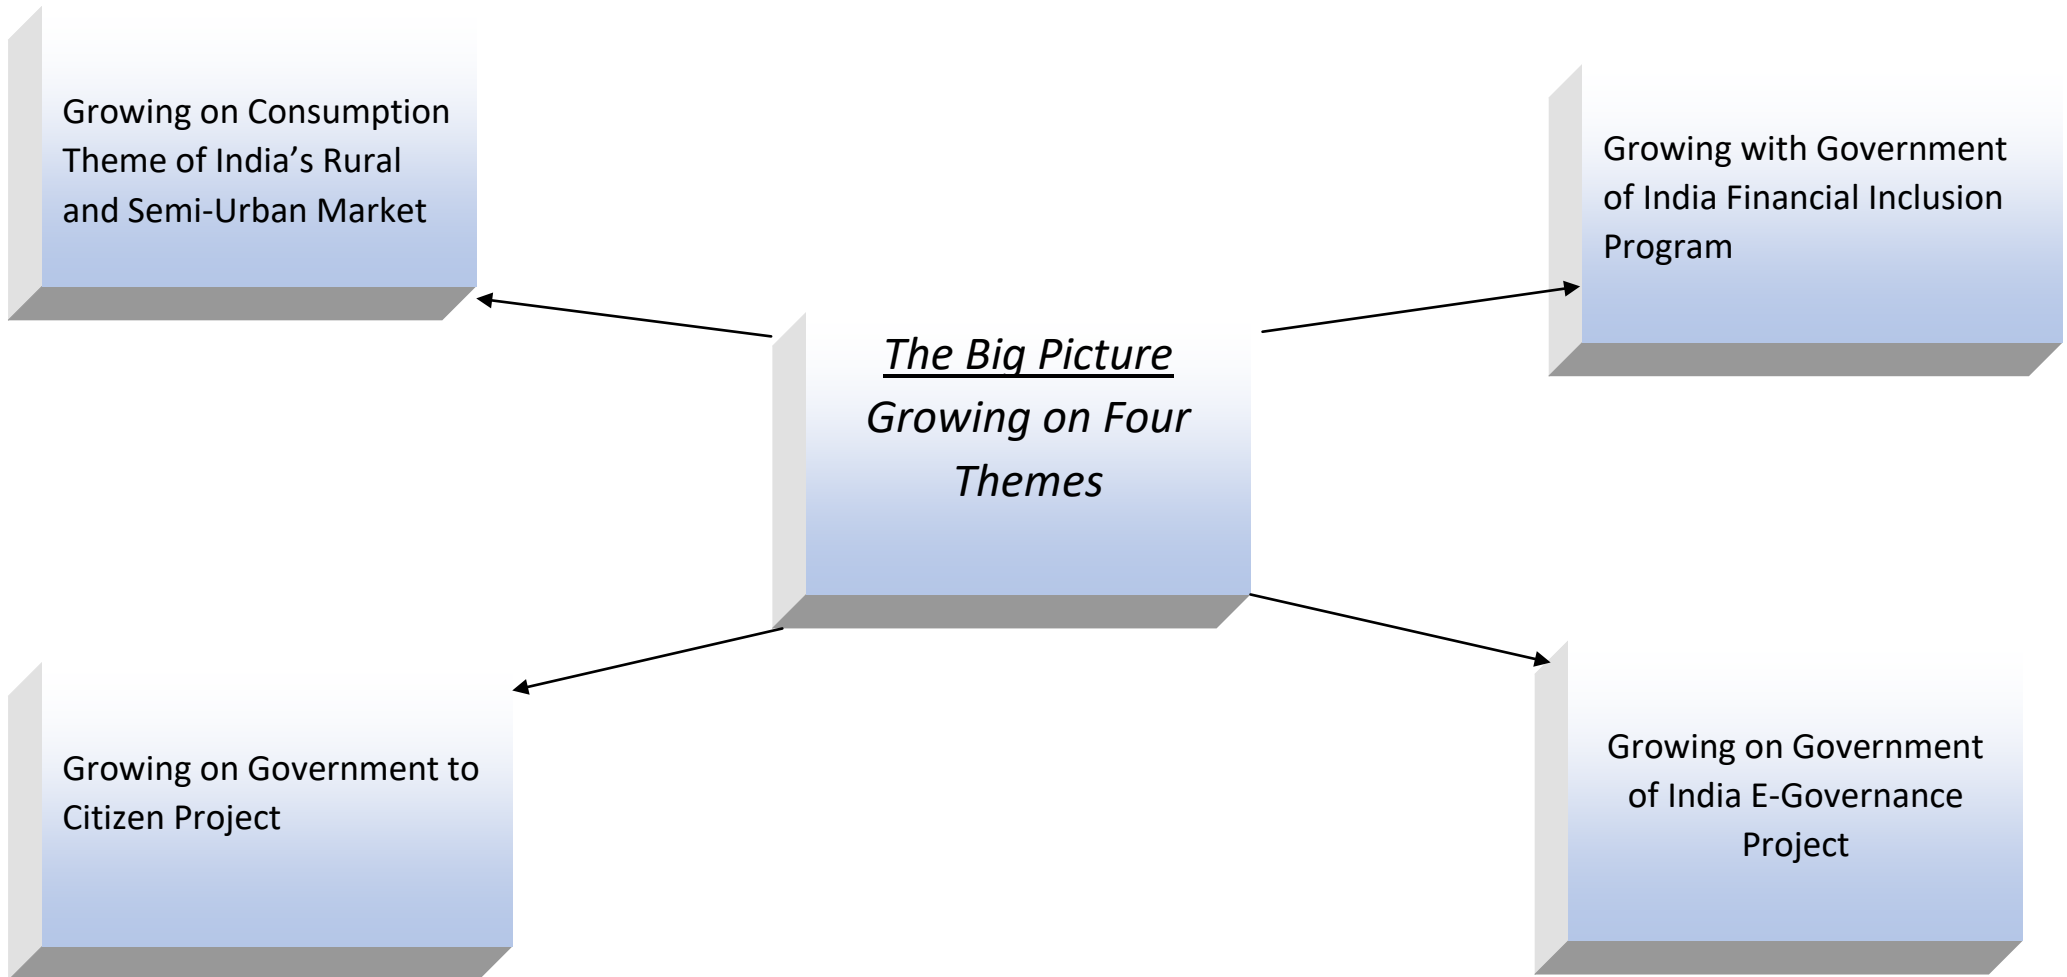 Growing on Consumption
Theme of India’s Rural
and Semi-Urban Market
Growing with Government
of India Financial Inclusion
Program
The Big Picture
Growing on Four
Themes
Growing on Government to
Citizen Project
Growing on Government
of India E-Governance
Project